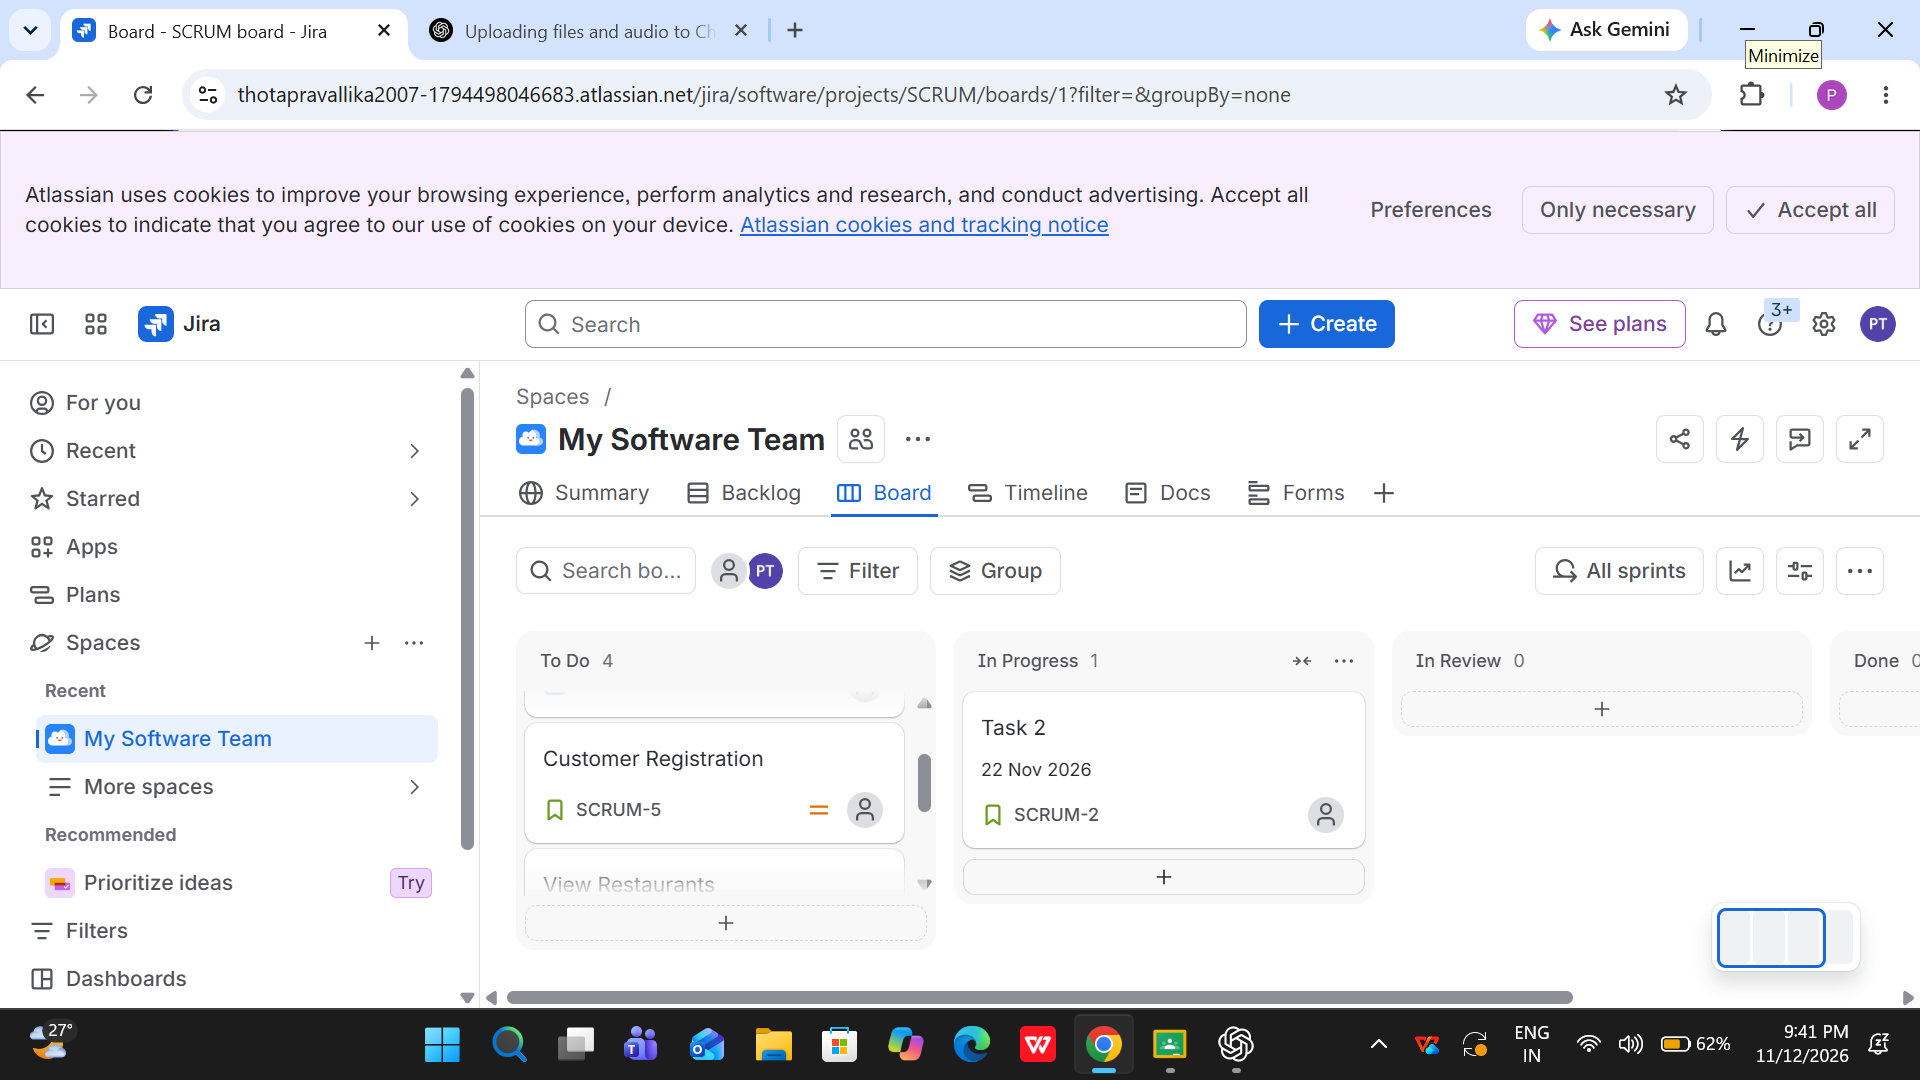 Board - SCRUM board - Jira
Uploading files and audio to Ch
Ask Gemini
Minimize
thotapravallika2007-1794498046683.atlassian.net/jira/software/projects/SCRUM/boards/1?filter=&groupBy=none
P
Atlassian uses cookies to improve your browsing experience, perform analytics and research, and conduct advertising. Accept all
cookies to indicate that you agree to our use of cookies on your device. Atlassian cookies and tracking notice
Preferences
Only necessary
Accept all
Jira
Search
Create
See plans
3+
PT
For you
Recent
Starred
Apps
Plans
Spaces
Recent
My Software Team
More spaces
Recommended
Prioritize ideas
Try
Filters
Dashboards
Spaces /
My Software Team
Summary
Backlog
Board
Timeline
Docs
Forms
Search bo...
PT
Filter
Group
All sprints
To Do 4
Customer Registration
SCRUM-5
View Restaurants
In Progress 1
Task 2
22 Nov 2026
SCRUM-2
In Review 0
Done 0
27°
ENG
IN
62%
9:41 PM
11/12/2026